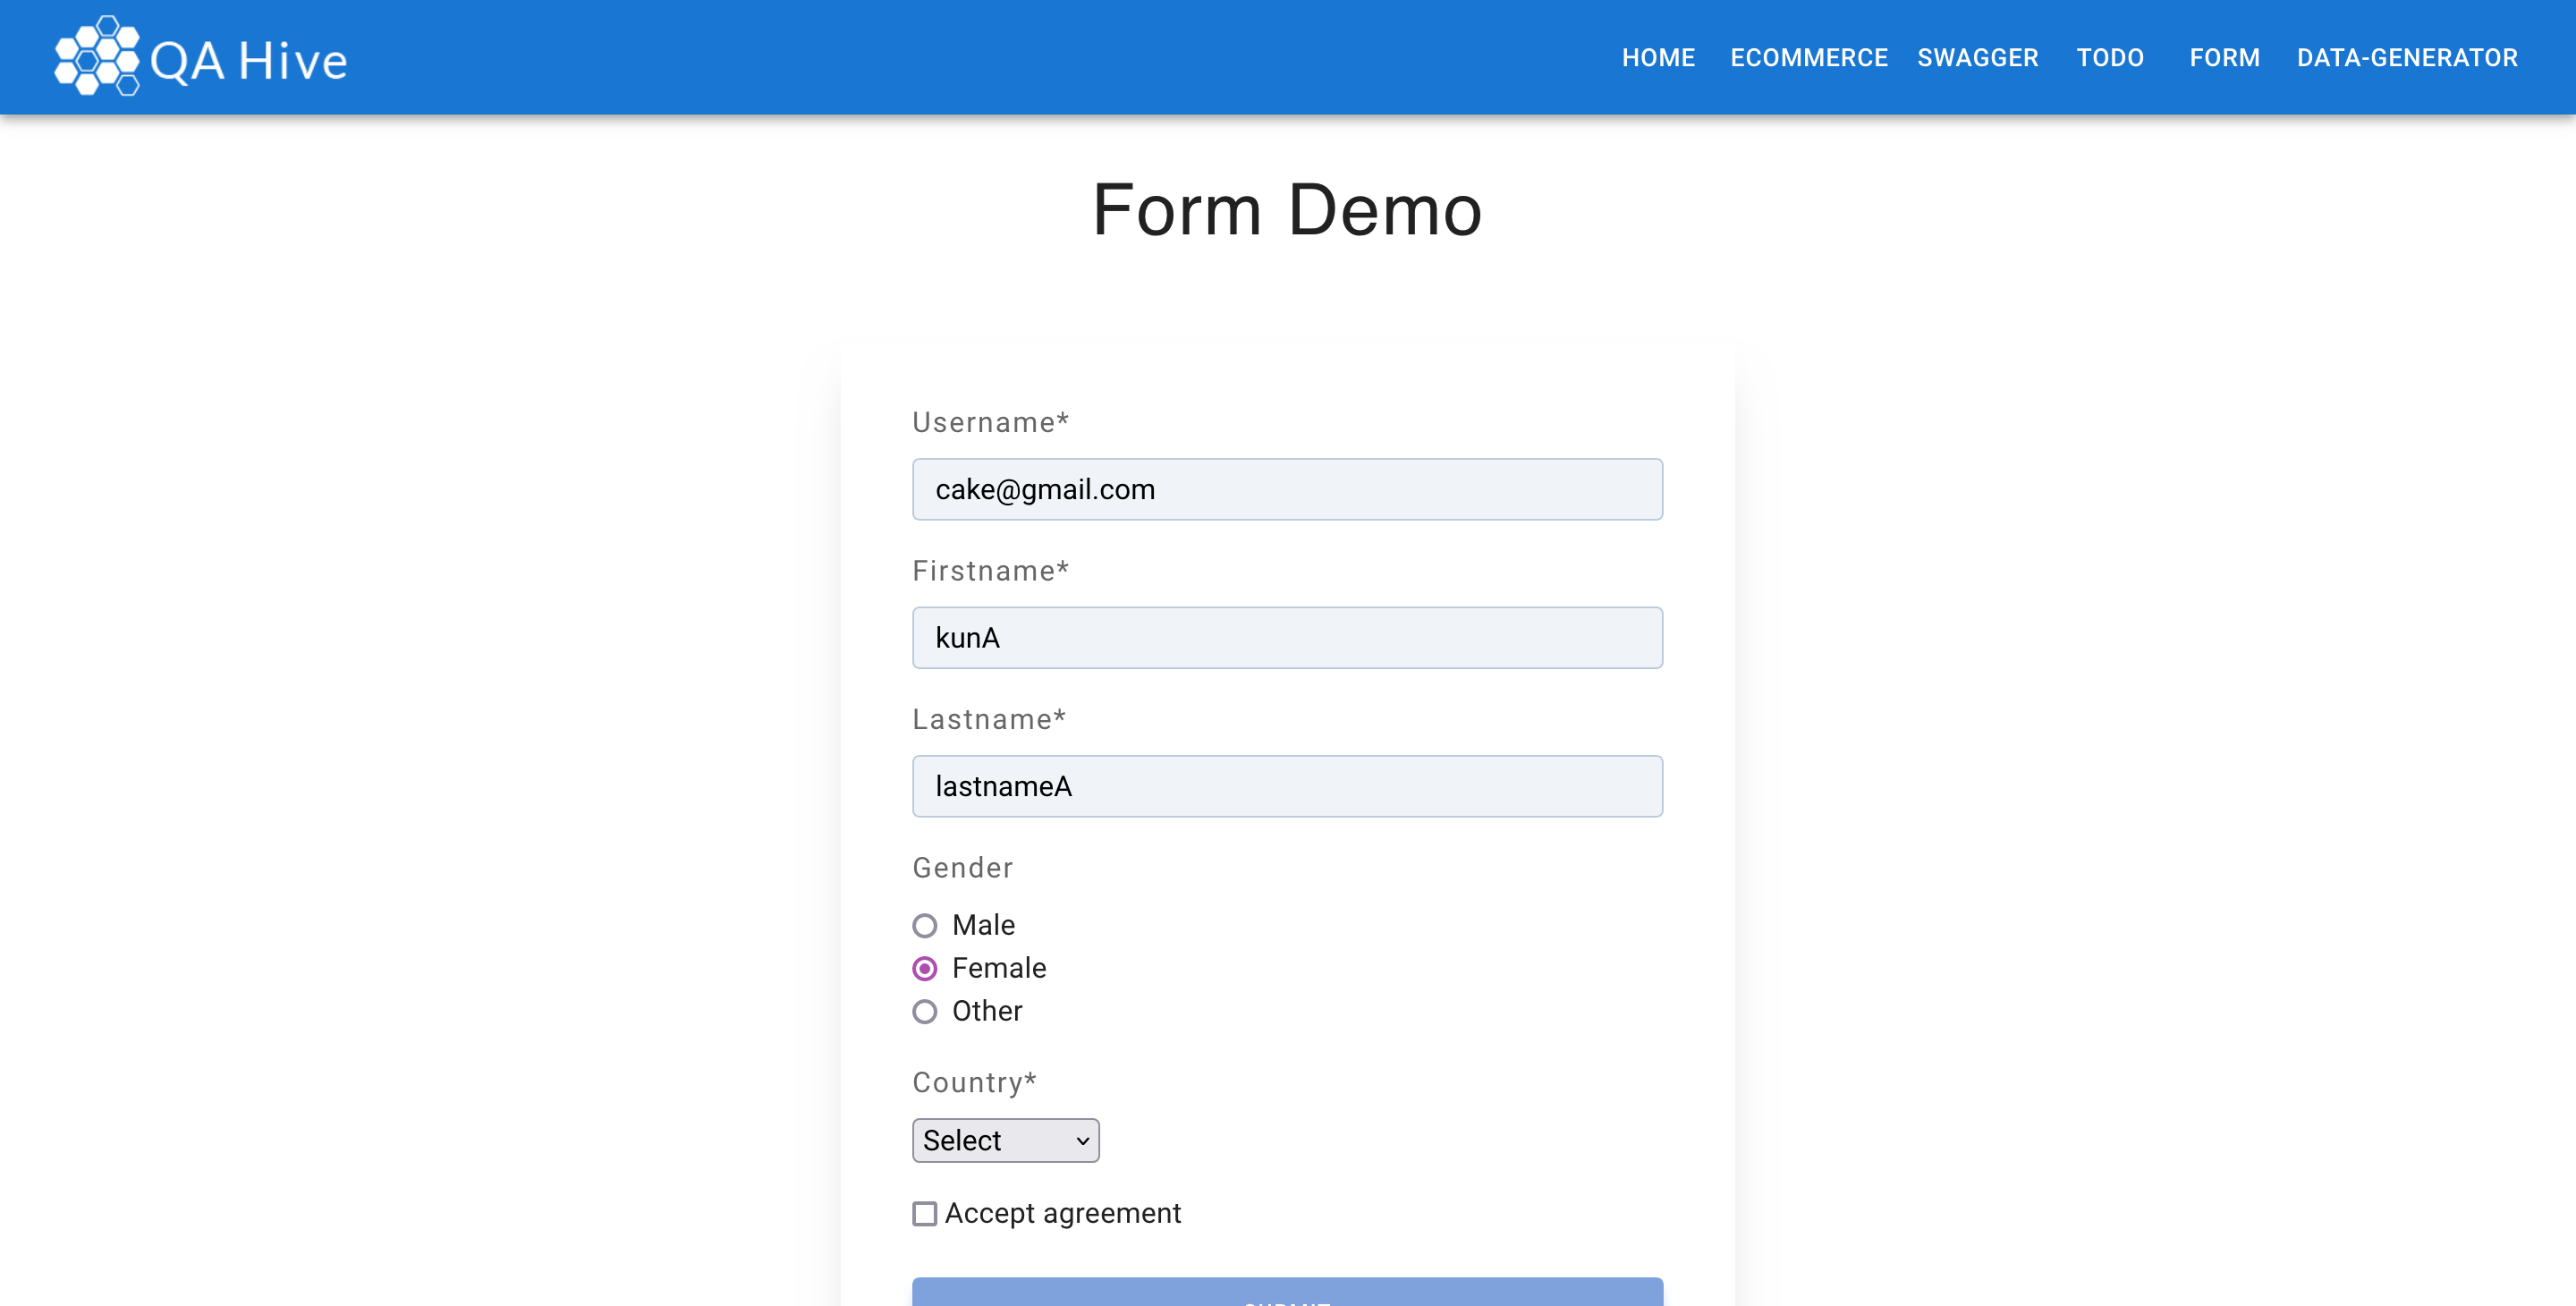 QA Hive
HOME ECOMMERCE SWAGGER TODO FORM DATA-GENERATOR
Form Demo
Username*
cake@gmail.com
Firstname*
kunA
Lastname*
lastnameA
Gender
Male
Female
Other
Country*
Select
Accept agreement